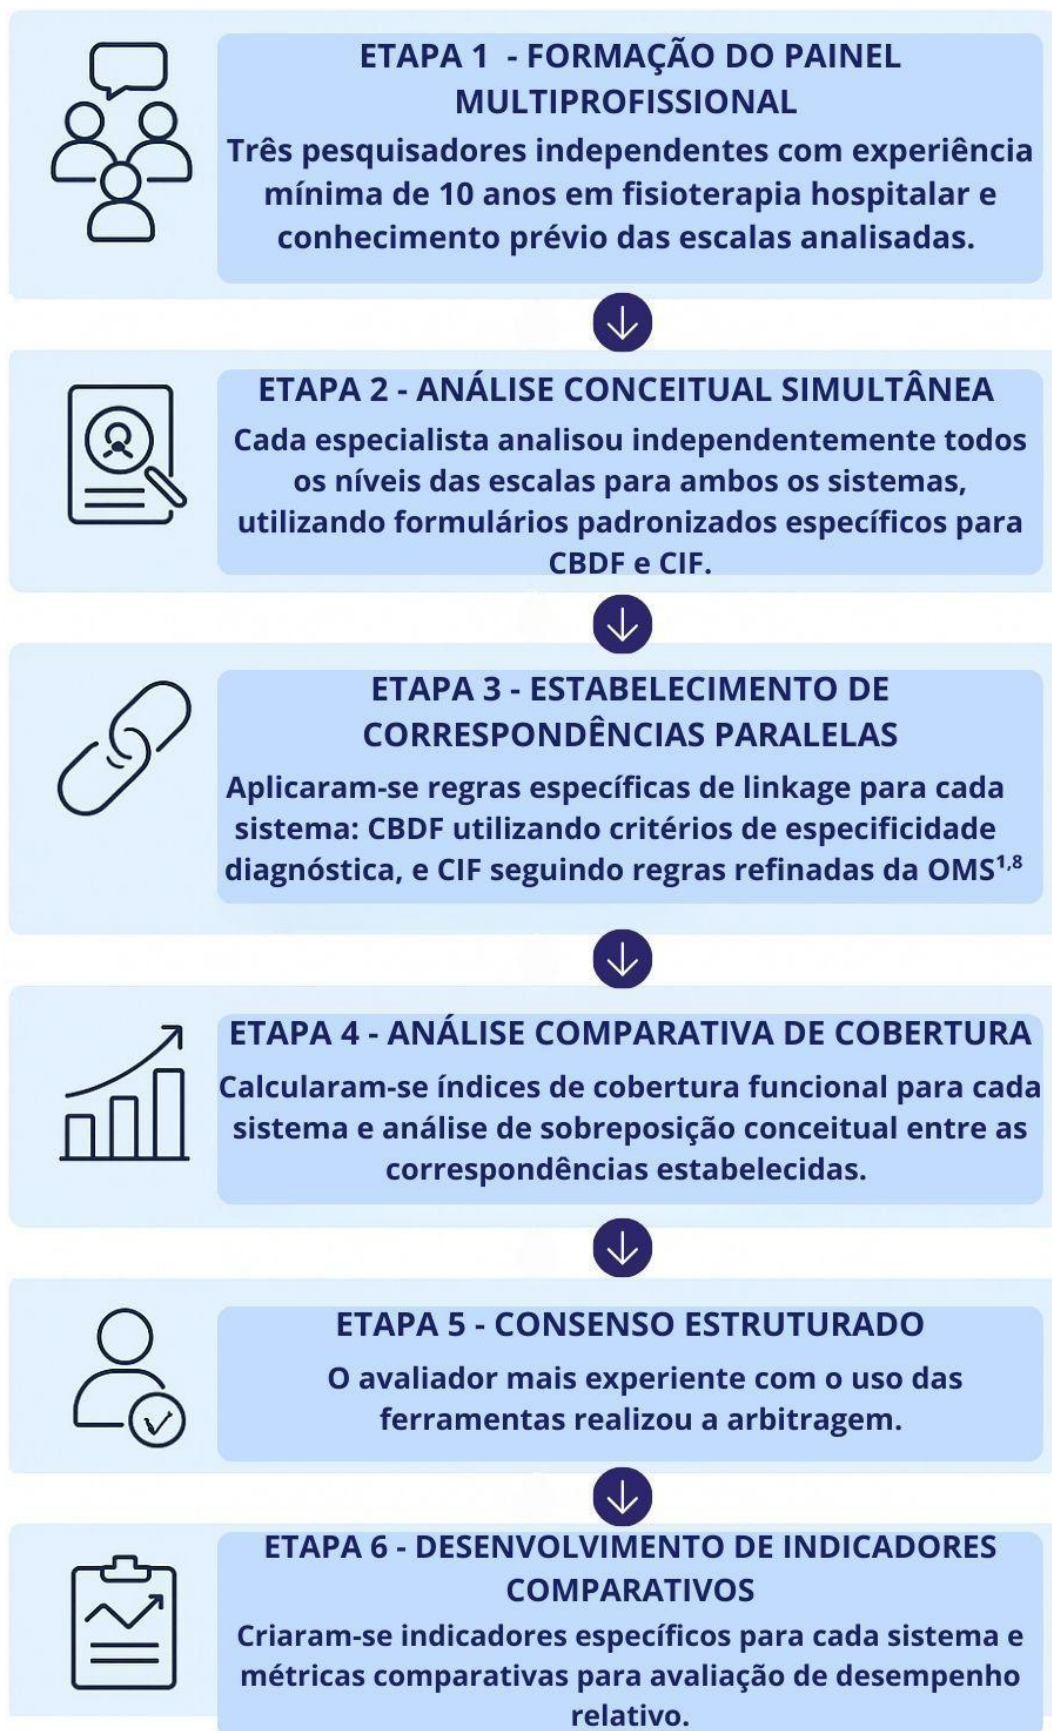 ETAPA 1 - FORMAÇÃO DO PAINEL
MULTIPROFISSIONAL
Três pesquisadores independentes com experiência
mínima de 10 anos em fisioterapia hospitalar e
conhecimento prévio das escalas analisadas.
ETAPA 2 - ANÁLISE CONCEITUAL SIMULTÂNEA
Cada especialista analisou independentemente todos
os níveis das escalas para ambos os sistemas,
utilizando formulários padronizados específicos para
CBDF e CIF.
ETAPA 3 - ESTABELECIMENTO DE
CORRESPONDÊNCIAS PARALELAS
Aplicaram-se regras específicas de linkage para cada
sistema: CBDF utilizando critérios de especificidade
diagnóstica, e CIF seguindo regras refinadas da OMS¹,⁸
ETAPA 4 - ANÁLISE COMPARATIVA DE COBERTURA
Calcularam-se índices de cobertura funcional para cada
sistema e análise de sobreposição conceitual entre as
correspondências estabelecidas.
ETAPA 5 - CONSENSO ESTRUTURADO
O avaliador mais experiente com o uso das
ferramentas realizou a arbitragem.
ETAPA 6 - DESENVOLVIMENTO DE INDICADORES
COMPARATIVOS
Criaram-se indicadores específicos para cada sistema e
métricas comparativas para avaliação de desempenho
relativo.